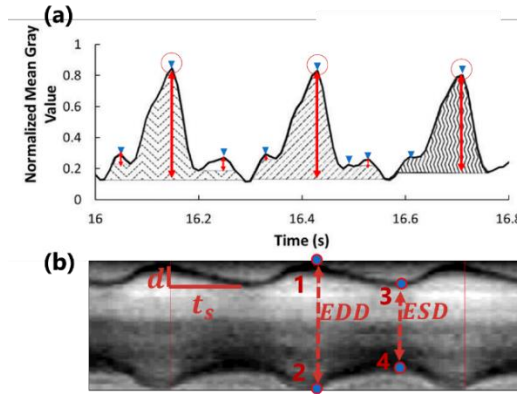 (a)
Normalized Mean Gray
Value
1
0.8
0.6
0.4
0.2
0
16 16.2 16.4 16.6 16.8
Time (s)
(b)
d
t_s
1
EDD
2
3
ESD
4